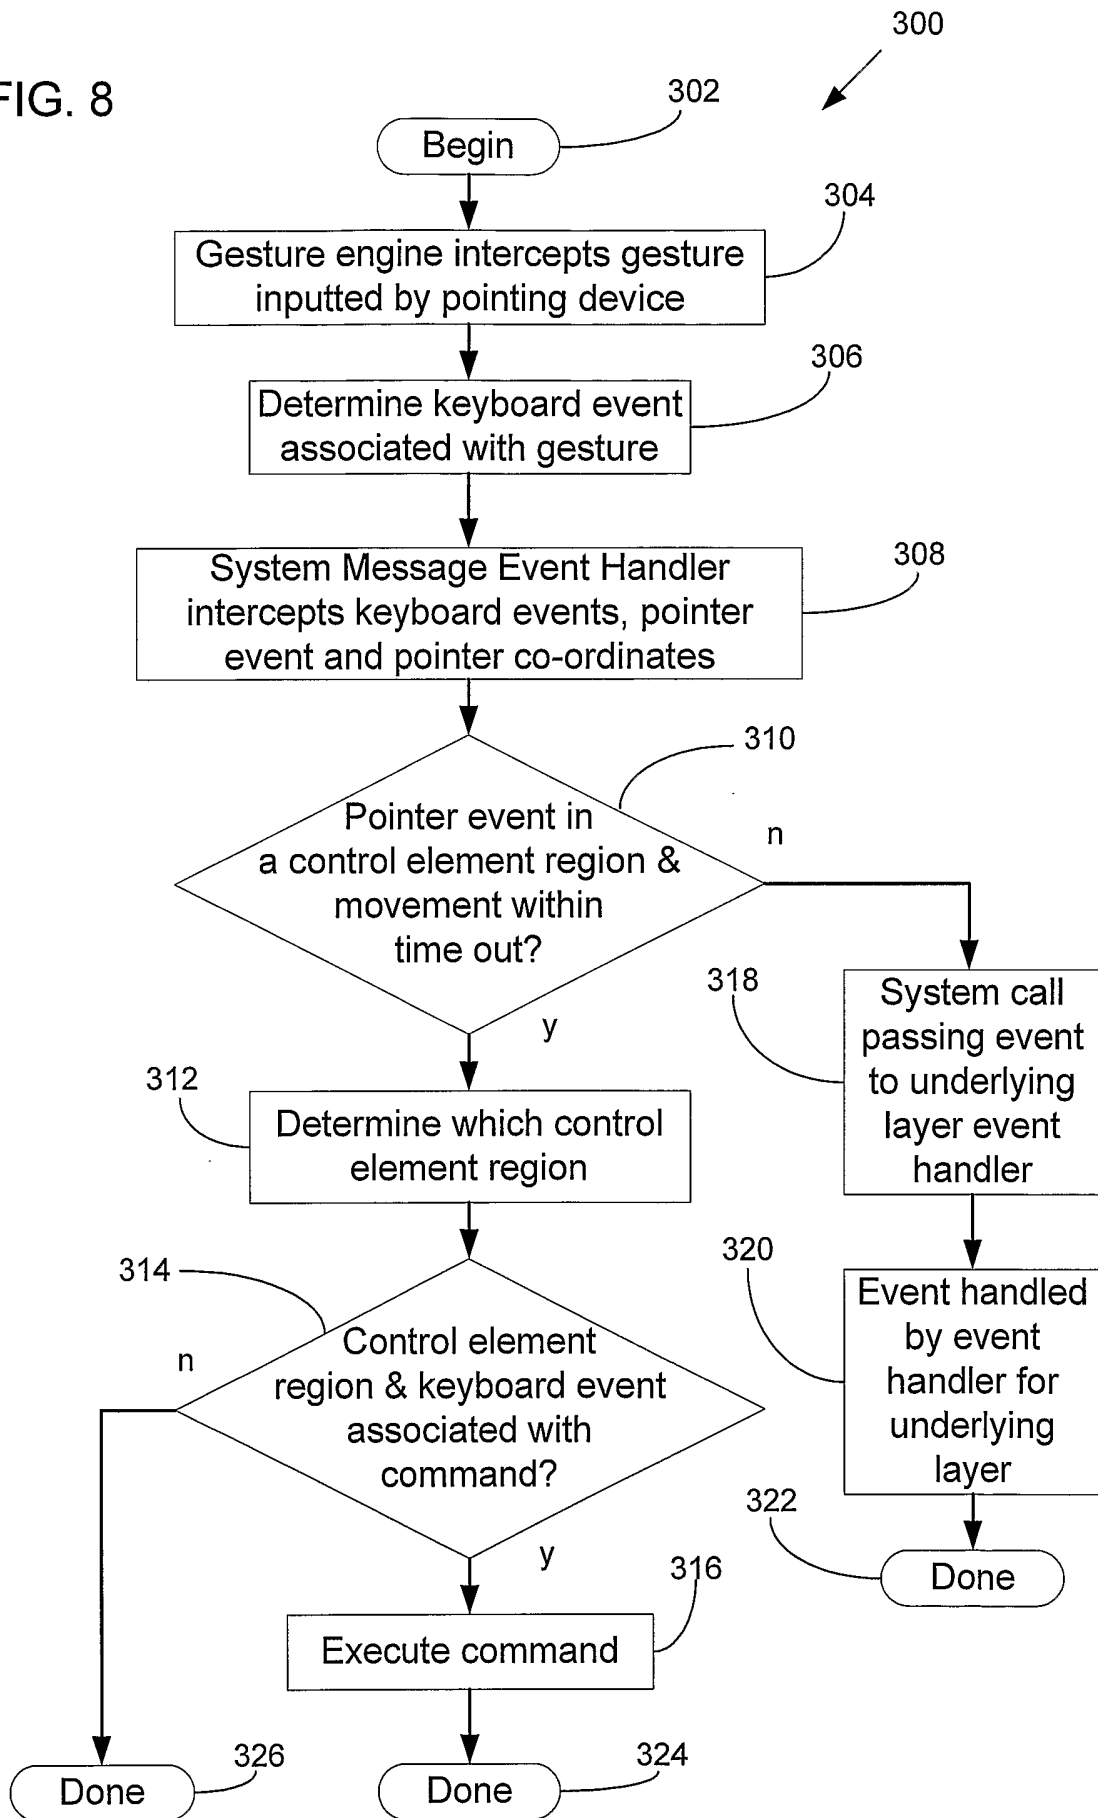 300
FIG. 8
302
Begin
304
Gesture engine intercepts gesture
inputted by pointing device
306
Determine keyboard event
associated with gesture
308
System Message Event Handler
intercepts keyboard events, pointer
event and pointer co-ordinates
310
Pointer event in
a control element region &
movement within
time out?
n
y
318
System call
passing event
to underlying
layer event
handler
312
Determine which control
element region
314
Control element
region & keyboard event
associated with
command?
n
y
320
Event handled
by event
handler for
underlying
layer
322
Done
316
Execute command
326
Done
324
Done